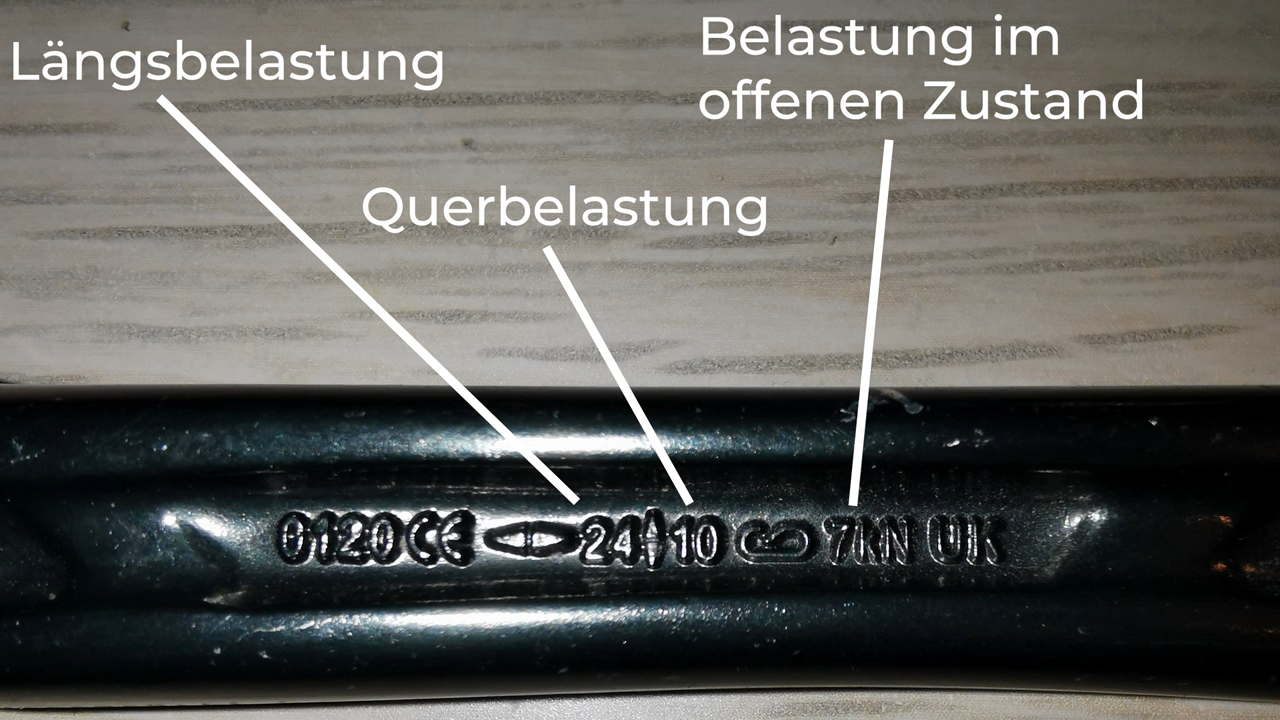 Längsbelastung
Belastung im
offenen Zustand
Querbelastung
0120 CE 24 10 7kN UK